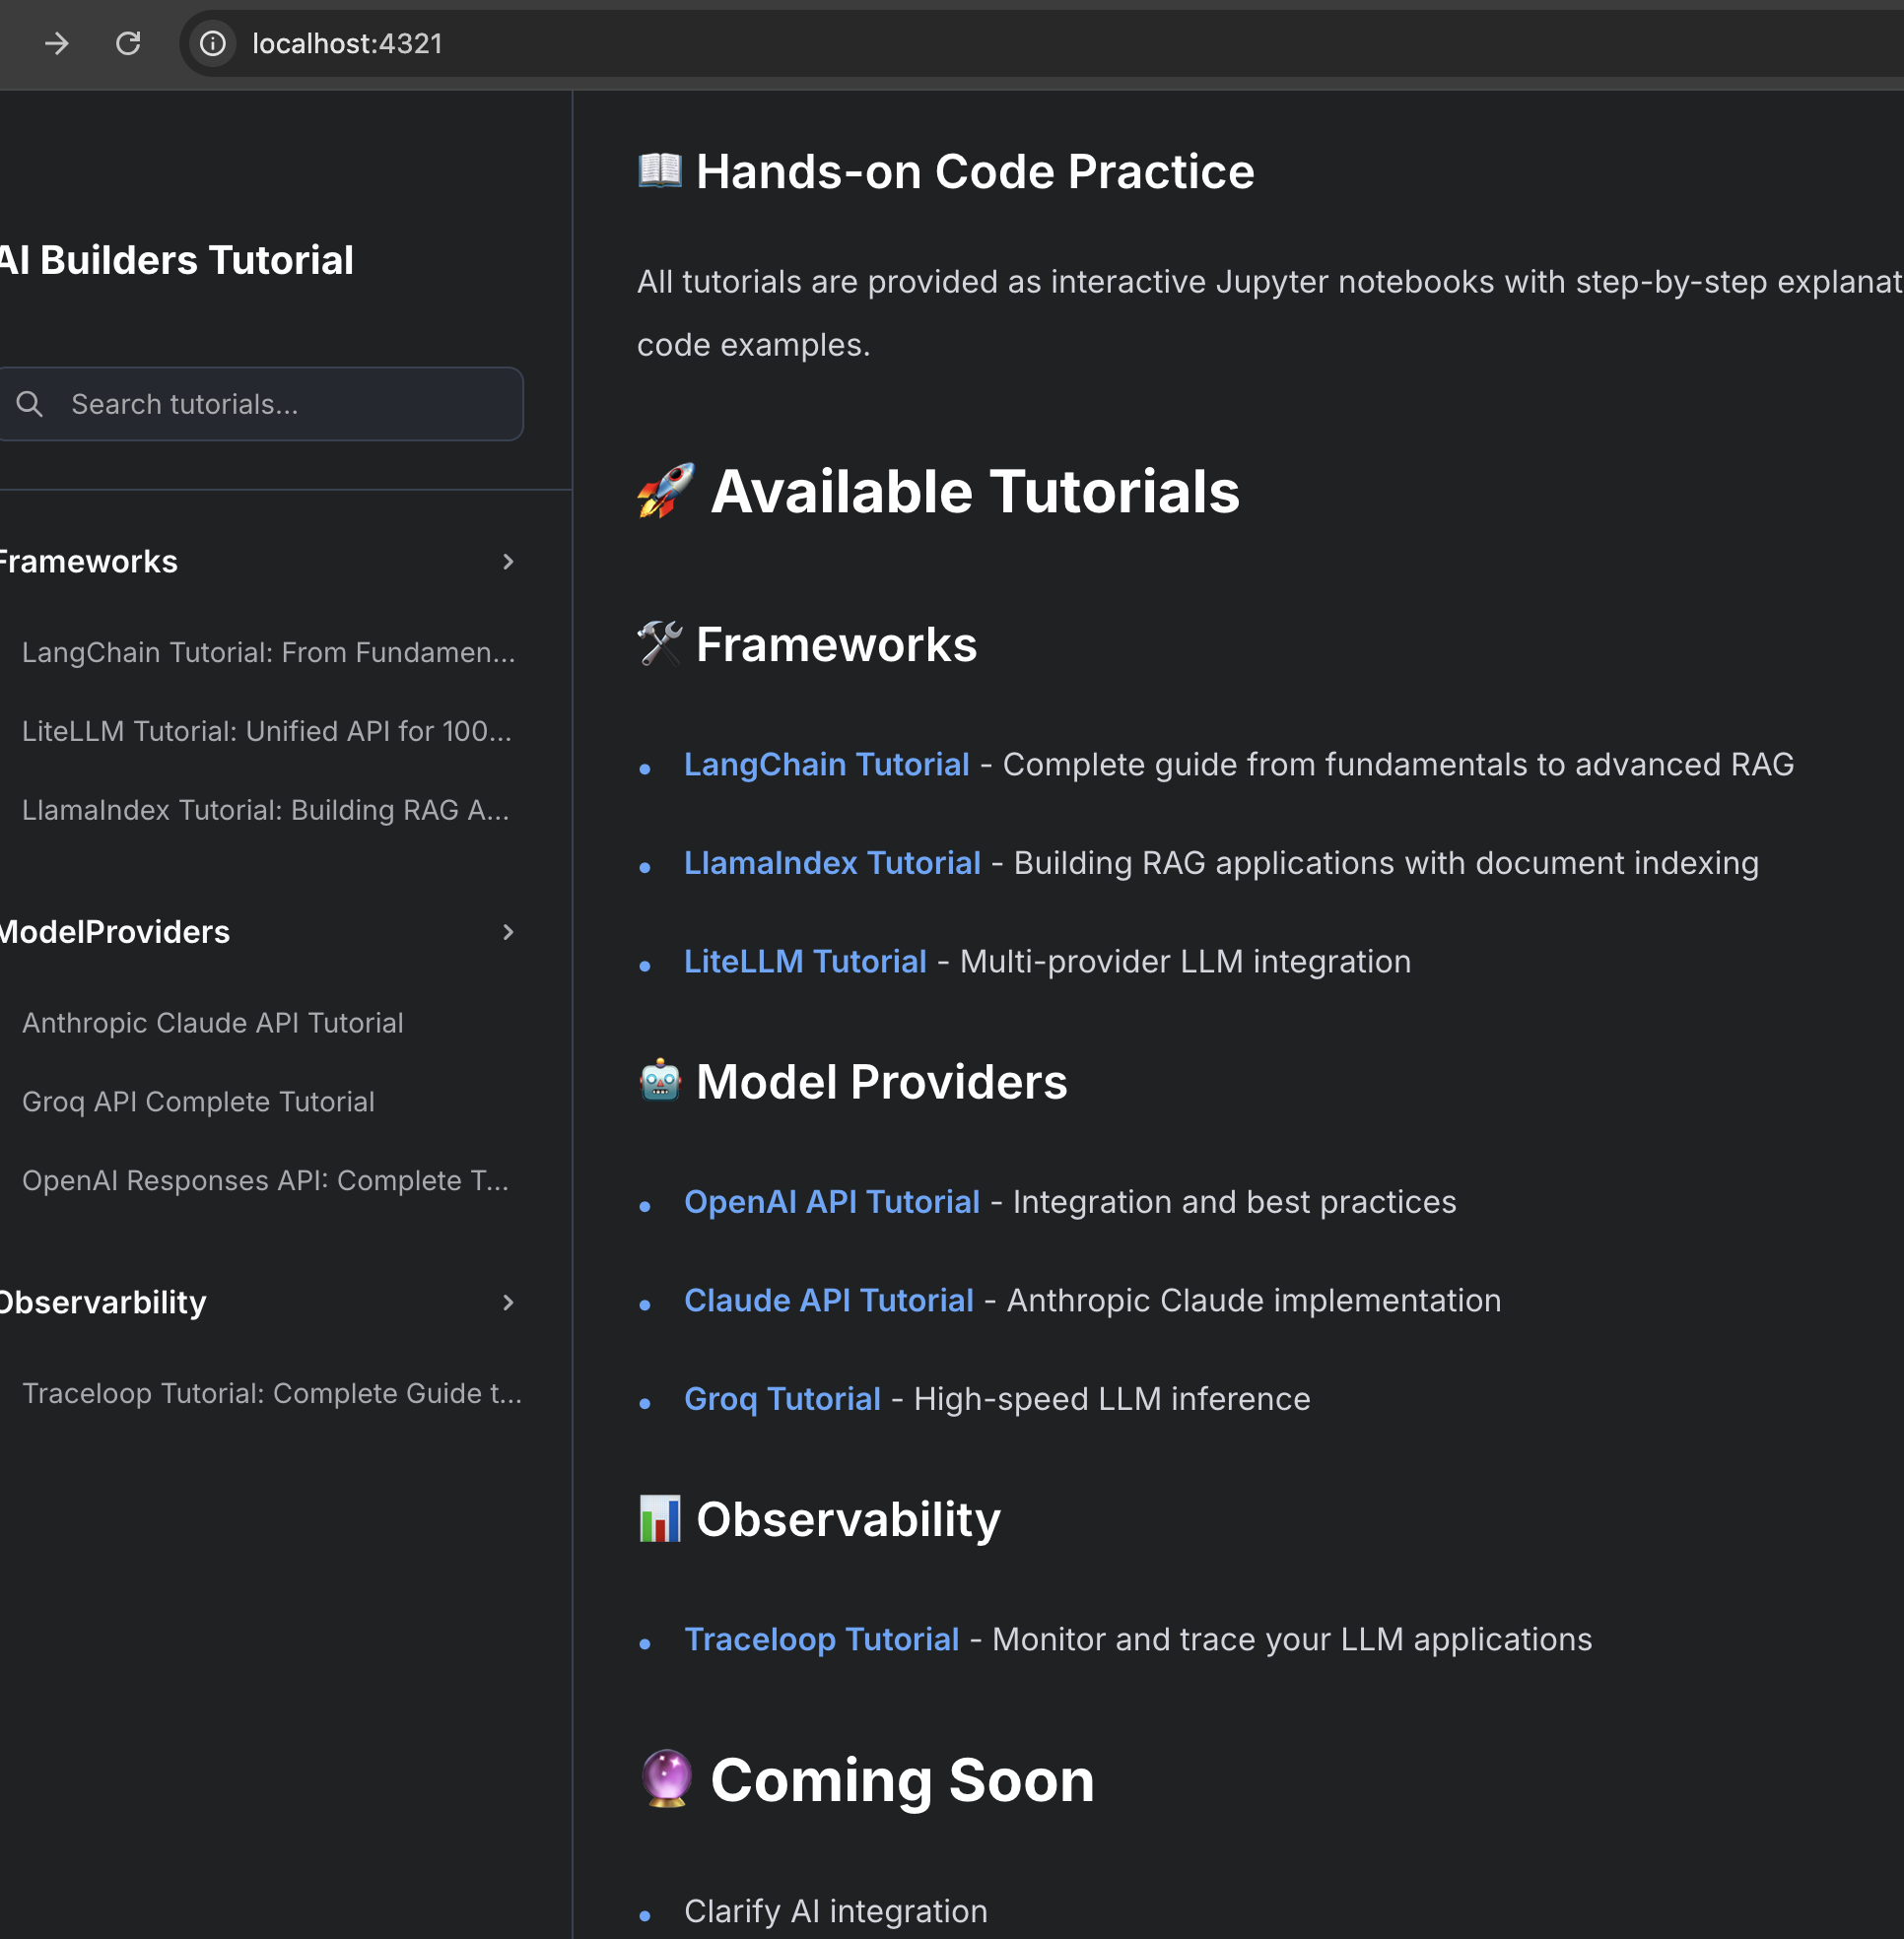 localhost:4321
AI Builders Tutorial
Search tutorials...
Frameworks
LangChain Tutorial: From Fundamen...
LiteLLM Tutorial: Unified API for 100...
LlamaIndex Tutorial: Building RAG A...
ModelProviders
Anthropic Claude API Tutorial
Groq API Complete Tutorial
OpenAI Responses API: Complete T...
Observarbility
Traceloop Tutorial: Complete Guide t...
📖 Hands-on Code Practice
All tutorials are provided as interactive Jupyter notebooks with step-by-step explanat
code examples.
🚀 Available Tutorials
🛠️ Frameworks
• LangChain Tutorial - Complete guide from fundamentals to advanced RAG
• LlamaIndex Tutorial - Building RAG applications with document indexing
• LiteLLM Tutorial - Multi-provider LLM integration
🤖 Model Providers
• OpenAI API Tutorial - Integration and best practices
• Claude API Tutorial - Anthropic Claude implementation
• Groq Tutorial - High-speed LLM inference
📊 Observability
• Traceloop Tutorial - Monitor and trace your LLM applications
🔮 Coming Soon
• Clarify AI integration